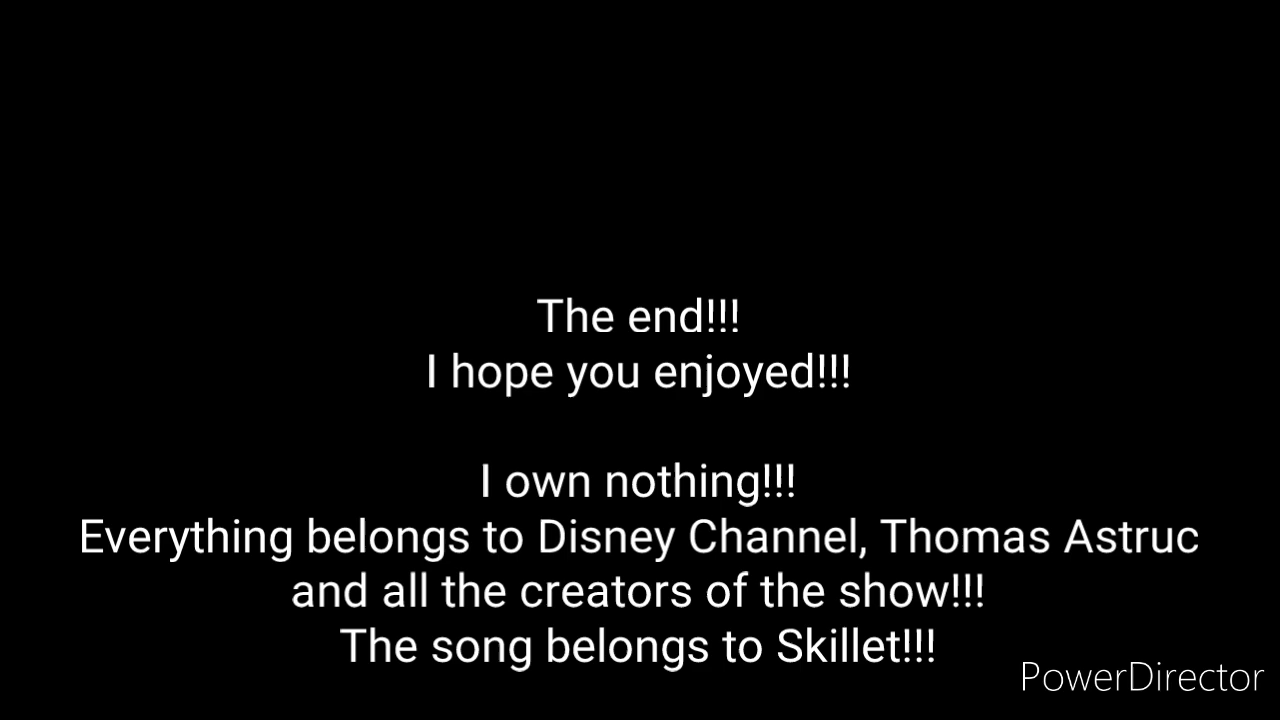 The end!!!
I hope you enjoyed!!!
I own nothing!!!
Everything belongs to Disney Channel, Thomas Astruc
and all the creators of the show!!!
The song belongs to Skillet!!!
PowerDirector